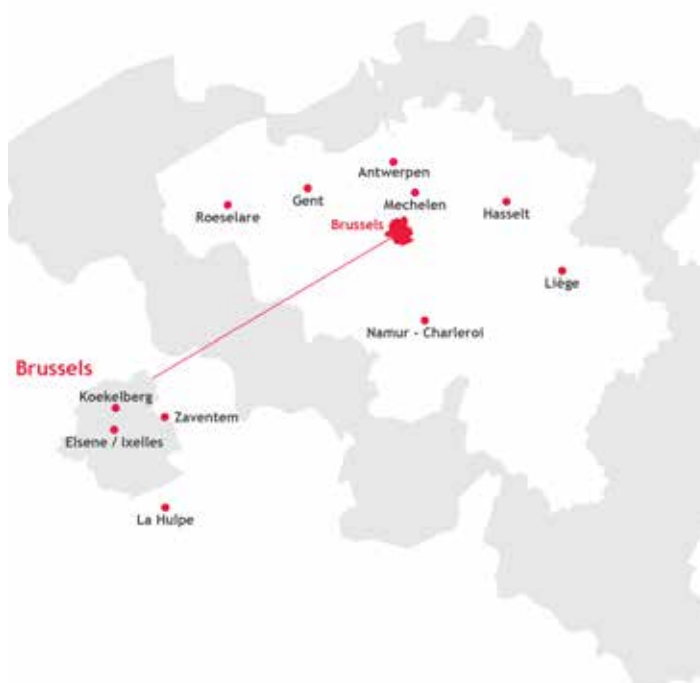 Antwerpen
Gent
Mechelen
Roeselare
Hasselt
Brussels
Liège
Namur - Charleroi
Brussels
Koekelberg
Zaventem
Elsene / Ixelles
La Hulpe